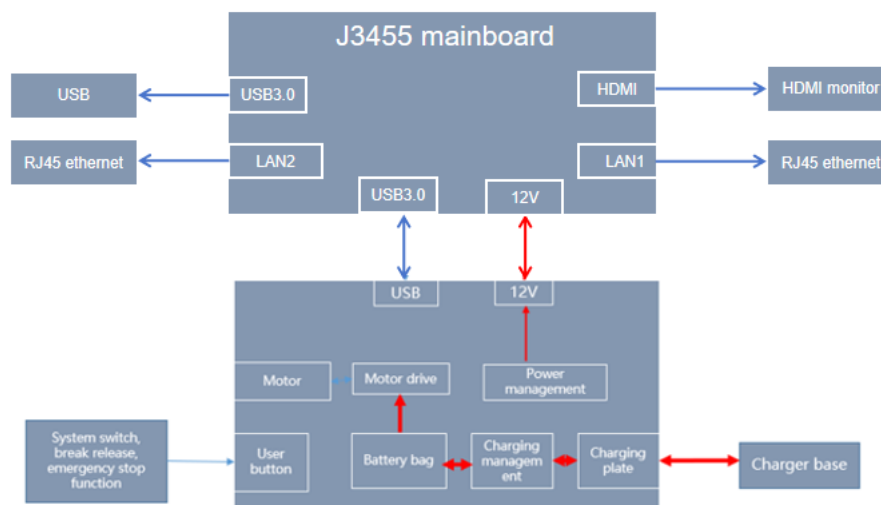 J3455 mainboard
USB
USB3.0
HDMI
HDMI monitor
RJ45 ethernet
LAN2
LAN1
RJ45 ethernet
USB3.0
12V
USB
12V
Motor
Motor drive
Power
management
System switch,
break release,
emergency stop
function
User
button
Battery bag
Charging
managem
ent
Charging
plate
Charger base